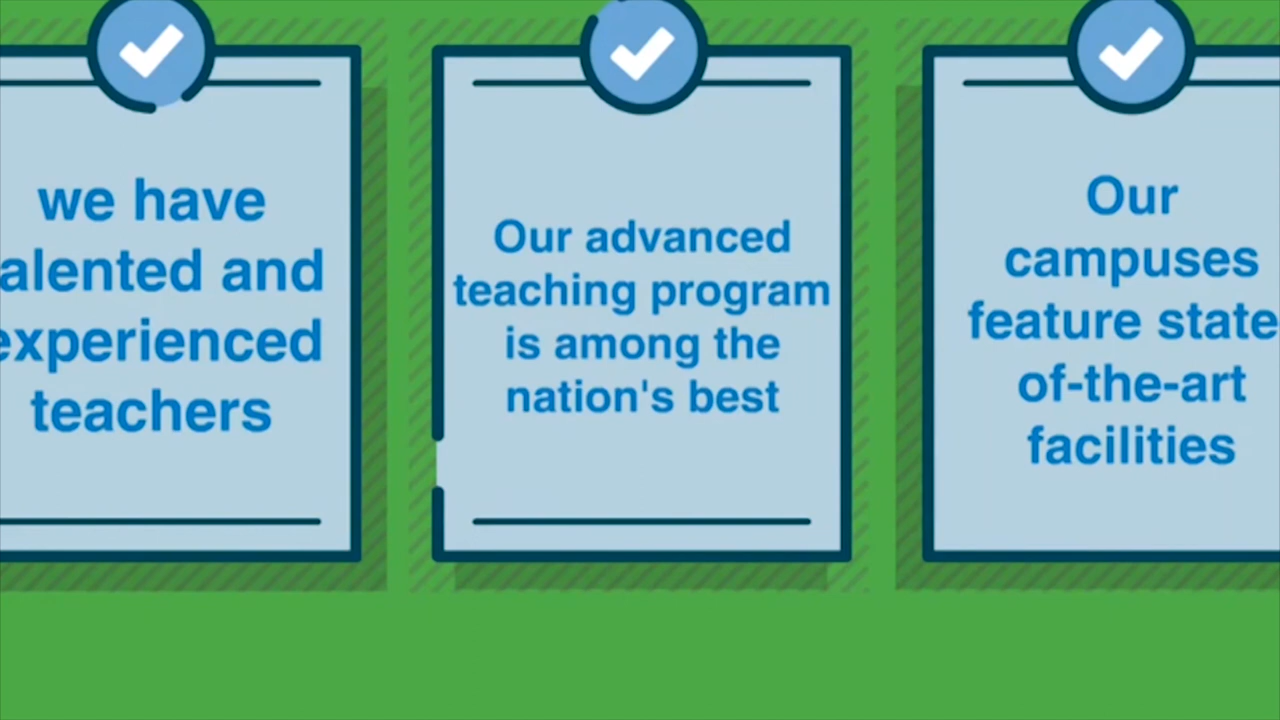 we have
alented and
experienced
teachers
Our advanced
teaching program
is among the
nation's best
Our
campuses
feature state
of-the-art
facilities